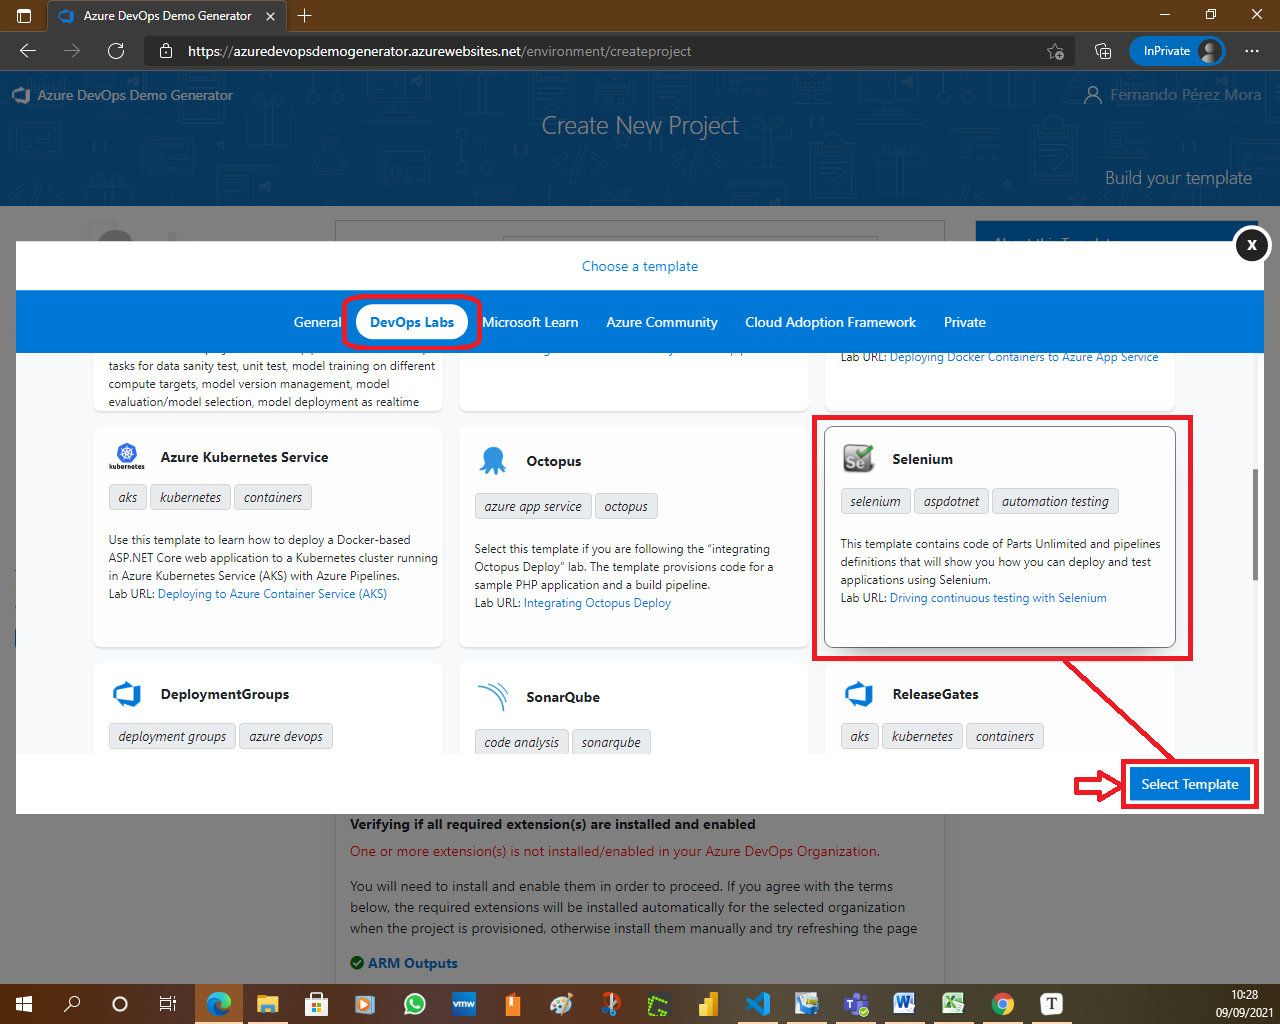 Azure DevOps Demo Generator
https://azuredevopsdemogenerator.azurewebsites.net/environment/createproject
InPrivate
Azure DevOps Demo Generator
Fernando Pérez Mora
Create New Project
Build your template
x
Choose a template
General
DevOps Labs
Microsoft Learn
Azure Community
Cloud Adoption Framework
Private
tasks for data sanity test, unit test, model training on different
compute targets, model version management, model
evaluation/model selection, model deployment as realtime
Lab URL: Deploying Docker Containers to Azure App Service
kubernetes
Azure Kubernetes Service
aks
kubernetes
containers
Use this template to learn how to deploy a Docker-based
ASP.NET Core web application to a Kubernetes cluster running
in Azure Kubernetes Service (AKS) with Azure Pipelines.
Lab URL: Deploying to Azure Container Service (AKS)
Octopus
azure app service
octopus
Select this template if you are following the “integrating
Octopus Deploy” lab. The template provisions code for a
sample PHP application and a build pipeline.
Lab URL: Integrating Octopus Deploy
Se
Selenium
selenium
aspdotnet
automation testing
This template contains code of Parts Unlimited and pipelines
definitions that will show you how you can deploy and test
applications using Selenium.
Lab URL: Driving continuous testing with Selenium
DeploymentGroups
deployment groups
azure devops
SonarQube
code analysis
sonarqube
ReleaseGates
aks
kubernetes
containers
Select Template
Verifying if all required extension(s) are installed and enabled
One or more extension(s) is not installed/enabled in your Azure DevOps Organization.
You will need to install and enable them in order to proceed. If you agree with the terms
below, the required extensions will be installed automatically for the selected organization
when the project is provisioned, otherwise install them manually and try refreshing the page
ARM Outputs
vmw
T
10:28
09/09/2021